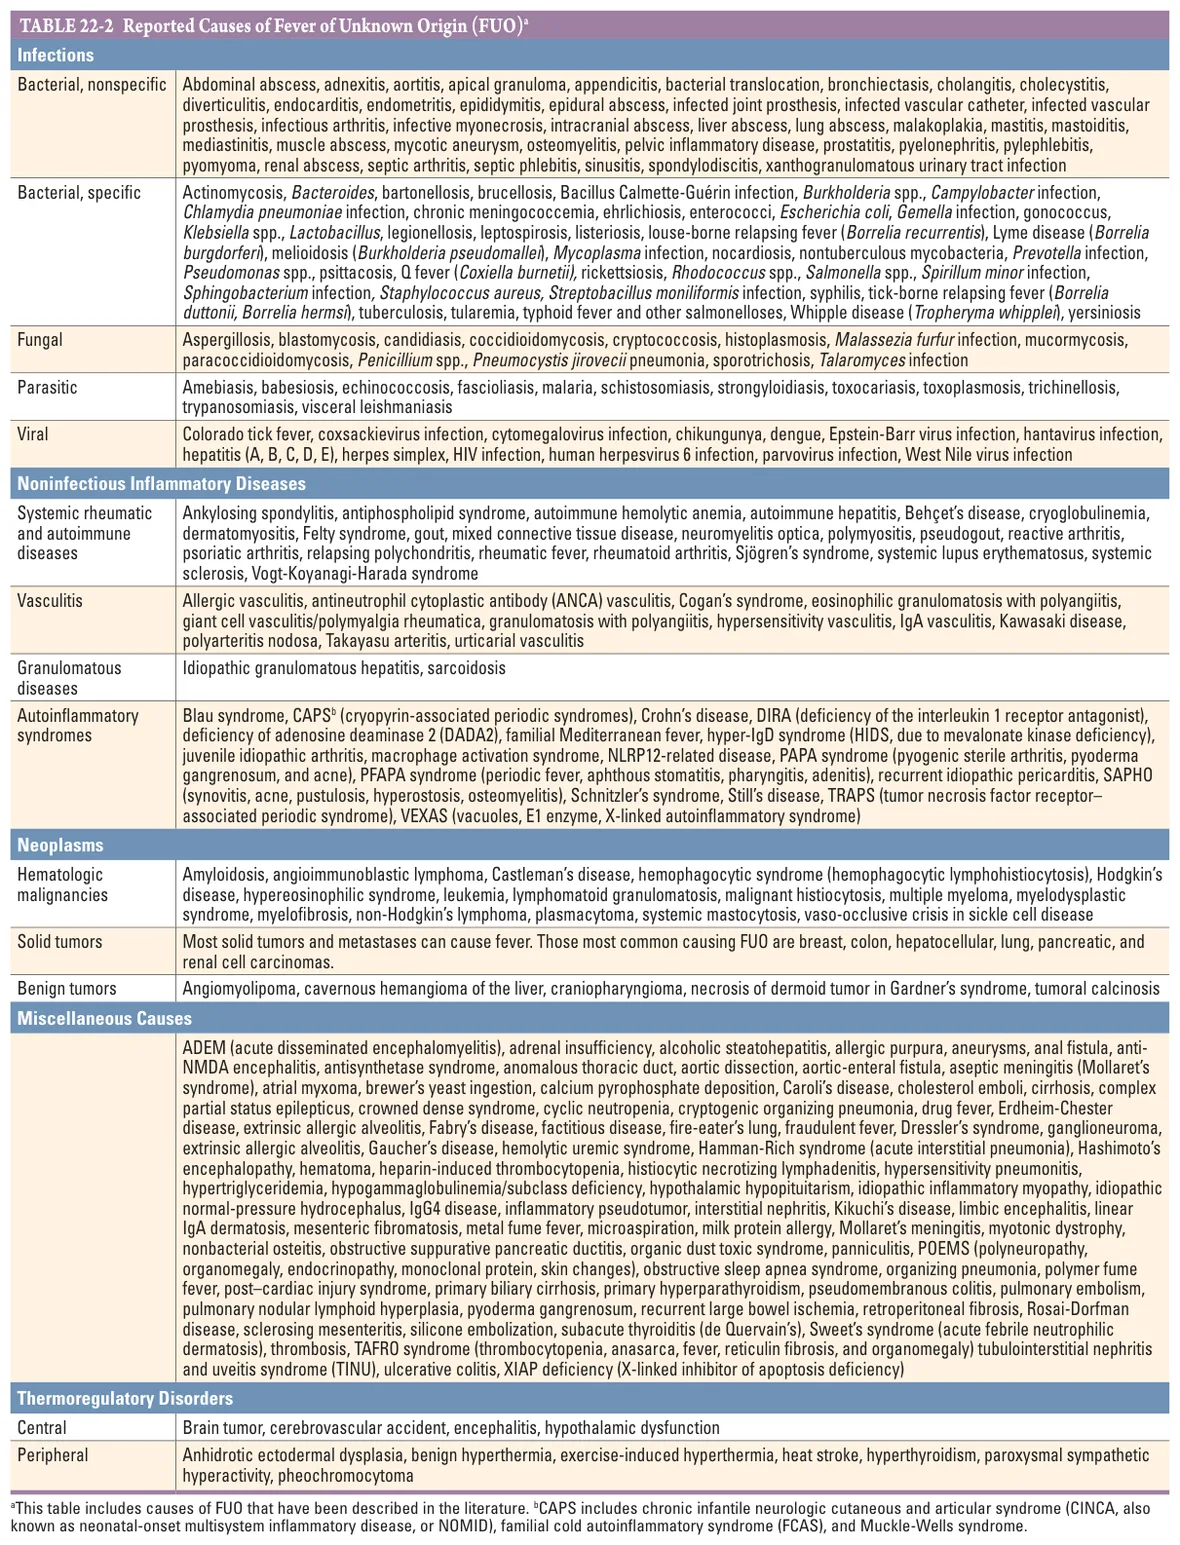 TABLE 22-2 Reported Causes of Fever of Unknown Origin (FUO)a
Infections
Bacterial, nonspecific
Abdominal abscess, adnexitis, aortitis, apical granuloma, appendicitis, bacterial translocation, bronchiectasis, cholangitis, cholecystitis,
diverticulitis, endocarditis, endometritis, epididymitis, epidural abscess, infected joint prosthesis, infected vascular catheter, infected vascular
prosthesis, infectious arthritis, infective myonecrosis, intracranial abscess, liver abscess, lung abscess, malakoplakia, mastitis, mastoiditis,
mediastinitis, muscle abscess, mycotic aneurysm, osteomyelitis, pelvic inflammatory disease, prostatitis, pyelonephritis, pylephlebitis,
pyomyoma, renal abscess, septic arthritis, septic phlebitis, sinusitis, spondylodiscitis, xanthogranulomatous urinary tract infection
Bacterial, specific
Actinomycosis, Bacteroides, bartonellosis, brucellosis, Bacillus Calmette-Guérin infection, Burkholderia spp., Campylobacter infection,
Chlamydia pneumoniae infection, chronic meningococcemia, ehrlichiosis, enterococci, Escherichia coli, Gemella infection, gonococcus,
Klebsiella spp., Lactobacillus, legionellosis, leptospirosis, listeriosis, louse-borne relapsing fever (Borrelia recurrentis), Lyme disease (Borrelia
burgdorferi), melioidosis (Burkholderia pseudomallei), Mycoplasma infection, nocardiosis, nontuberculous mycobacteria, Prevotella infection,
Pseudomonas spp., psittacosis, Q fever (Coxiella burnetii), rickettsiosis, Rhodococcus spp., Salmonella spp., Spirillum minor infection,
Sphingobacterium infection, Staphylococcus aureus, Streptobacillus moniliformis infection, syphilis, tick-borne relapsing fever (Borrelia
duttonii, Borrelia hermsi), tuberculosis, tularemia, typhoid fever and other salmonelloses, Whipple disease (Tropheryma whipplei), yersiniosis
Fungal
Aspergillosis, blastomycosis, candidiasis, coccidioidomycosis, cryptococcosis, histoplasmosis, Malassezia furfur infection, mucormycosis,
paracoccidioidomycosis, Penicillium spp., Pneumocystis jirovecii pneumonia, sporotrichosis, Talaromyces infection
Parasitic
Amebiasis, babesiosis, echinococcosis, fascioliasis, malaria, schistosomiasis, strongyloidiasis, toxocariasis, toxoplasmosis, trichinellosis,
trypanosomiasis, visceral leishmaniasis
Viral
Colorado tick fever, coxsackievirus infection, cytomegalovirus infection, chikungunya, dengue, Epstein-Barr virus infection, hantavirus infection,
hepatitis (A, B, C, D, E), herpes simplex, HIV infection, human herpesvirus 6 infection, parvovirus infection, West Nile virus infection
Noninfectious Inflammatory Diseases
Systemic rheumatic
and autoimmune
diseases
Ankylosing spondylitis, antiphospholipid syndrome, autoimmune hemolytic anemia, autoimmune hepatitis, Behçet's disease, cryoglobulinemia,
dermatomyositis, Felty syndrome, gout, mixed connective tissue disease, neuromyelitis optica, polymyositis, pseudogout, reactive arthritis,
psoriatic arthritis, relapsing polychondritis, rheumatic fever, rheumatoid arthritis, Sjögren's syndrome, systemic lupus erythematosus, systemic
sclerosis, Vogt-Koyanagi-Harada syndrome
Vasculitis
Allergic vasculitis, antineutrophil cytoplastic antibody (ANCA) vasculitis, Cogan's syndrome, eosinophilic granulomatosis with polyangiitis,
giant cell vasculitis/polymyalgia rheumatica, granulomatosis with polyangiitis, hypersensitivity vasculitis, IgA vasculitis, Kawasaki disease,
polyarteritis nodosa, Takayasu arteritis, urticarial vasculitis
Granulomatous
diseases
Idiopathic granulomatous hepatitis, sarcoidosis
Autoinflammatory
syndromes
Blau syndrome, CAPSb (cryopyrin-associated periodic syndromes), Crohn's disease, DIRA (deficiency of the interleukin 1 receptor antagonist),
deficiency of adenosine deaminase 2 (DADA2), familial Mediterranean fever, hyper-IgD syndrome (HIDS, due to mevalonate kinase deficiency),
juvenile idiopathic arthritis, macrophage activation syndrome, NLRP12-related disease, PAPA syndrome (pyogenic sterile arthritis, pyoderma
gangrenosum, and acne), PFAPA syndrome (periodic fever, aphthous stomatitis, pharyngitis, adenitis), recurrent idiopathic pericarditis, SAPHO
(synovitis, acne, pustulosis, hyperostosis, osteomyelitis), Schnitzler's syndrome, Still's disease, TRAPS (tumor necrosis factor receptor–
associated periodic syndrome), VEXAS (vacuoles, E1 enzyme, X-linked autoinflammatory syndrome)
Neoplasms
Hematologic
malignancies
Amyloidosis, angioimmunoblastic lymphoma, Castleman's disease, hemophagocytic syndrome (hemophagocytic lymphohistiocytosis), Hodgkin's
disease, hypereosinophilic syndrome, leukemia, lymphomatoid granulomatosis, malignant histiocytosis, multiple myeloma, myelodysplastic
syndrome, myelofibrosis, non-Hodgkin's lymphoma, plasmacytoma, systemic mastocytosis, vaso-occlusive crisis in sickle cell disease
Solid tumors
Most solid tumors and metastases can cause fever. Those most common causing FUO are breast, colon, hepatocellular, lung, pancreatic, and
renal cell carcinomas.
Benign tumors
Angiomyolipoma, cavernous hemangioma of the liver, craniopharyngioma, necrosis of dermoid tumor in Gardner's syndrome, tumoral calcinosis
Miscellaneous Causes
ADEM (acute disseminated encephalomyelitis), adrenal insufficiency, alcoholic steatohepatitis, allergic purpura, aneurysms, anal fistula, anti-
NMDA encephalitis, antisynthetase syndrome, anomalous thoracic duct, aortic dissection, aortic-enteral fistula, aseptic meningitis (Mollaret's
syndrome), atrial myxoma, brewer's yeast ingestion, calcium pyrophosphate deposition, Caroli's disease, cholesterol emboli, cirrhosis, complex
partial status epilepticus, crowned dense syndrome, cyclic neutropenia, cryptogenic organizing pneumonia, drug fever, Erdheim-Chester
disease, extrinsic allergic alveolitis, Fabry's disease, factitious disease, fire-eater's lung, fraudulent fever, Dressler's syndrome, ganglioneuroma,
extrinsic allergic alveolitis, Gaucher's disease, hemolytic uremic syndrome, Hamman-Rich syndrome (acute interstitial pneumonia), Hashimoto's
encephalopathy, hematoma, heparin-induced thrombocytopenia, histiocytic necrotizing lymphadenitis, hypersensitivity pneumonitis,
hypertriglyceridemia, hypogammaglobulinemia/subclass deficiency, hypothalamic hypopituitarism, idiopathic inflammatory myopathy, idiopathic
normal-pressure hydrocephalus, IgG4 disease, inflammatory pseudotumor, interstitial nephritis, Kikuchi's disease, limbic encephalitis, linear
IgA dermatosis, mesenteric fibromatosis, metal fume fever, microaspiration, milk protein allergy, Mollaret's meningitis, myotonic dystrophy,
nonbacterial osteitis, obstructive suppurative pancreatic ductitis, organic dust toxic syndrome, panniculitis, POEMS (polyneuropathy,
organomegaly, endocrinopathy, monoclonal protein, skin changes), obstructive sleep apnea syndrome, organizing pneumonia, polymer fume
fever, post–cardiac injury syndrome, primary biliary cirrhosis, primary hyperparathyroidism, pseudomembranous colitis, pulmonary embolism,
pulmonary nodular lymphoid hyperplasia, pyoderma gangrenosum, recurrent large bowel ischemia, retroperitoneal fibrosis, Rosai-Dorfman
disease, sclerosing mesenteritis, silicone embolization, subacute thyroiditis (de Quervain's), Sweet's syndrome (acute febrile neutrophilic
dermatosis), thrombosis, TAFRO syndrome (thrombocytopenia, anasarca, fever, reticulin fibrosis, and organomegaly) tubulointerstitial nephritis
and uveitis syndrome (TINU), ulcerative colitis, XIAP deficiency (X-linked inhibitor of apoptosis deficiency)
Thermoregulatory Disorders
Central
Brain tumor, cerebrovascular accident, encephalitis, hypothalamic dysfunction
Peripheral
Anhidrotic ectodermal dysplasia, benign hyperthermia, exercise-induced hyperthermia, heat stroke, hyperthyroidism, paroxysmal sympathetic
hyperactivity, pheochromocytoma
aThis table includes causes of FUO that have been described in the literature. bCAPS includes chronic infantile neurologic cutaneous and articular syndrome (CINCA, also
known as neonatal-onset multisystem inflammatory disease, or NOMID), familial cold autoinflammatory syndrome (FCAS), and Muckle-Wells syndrome.